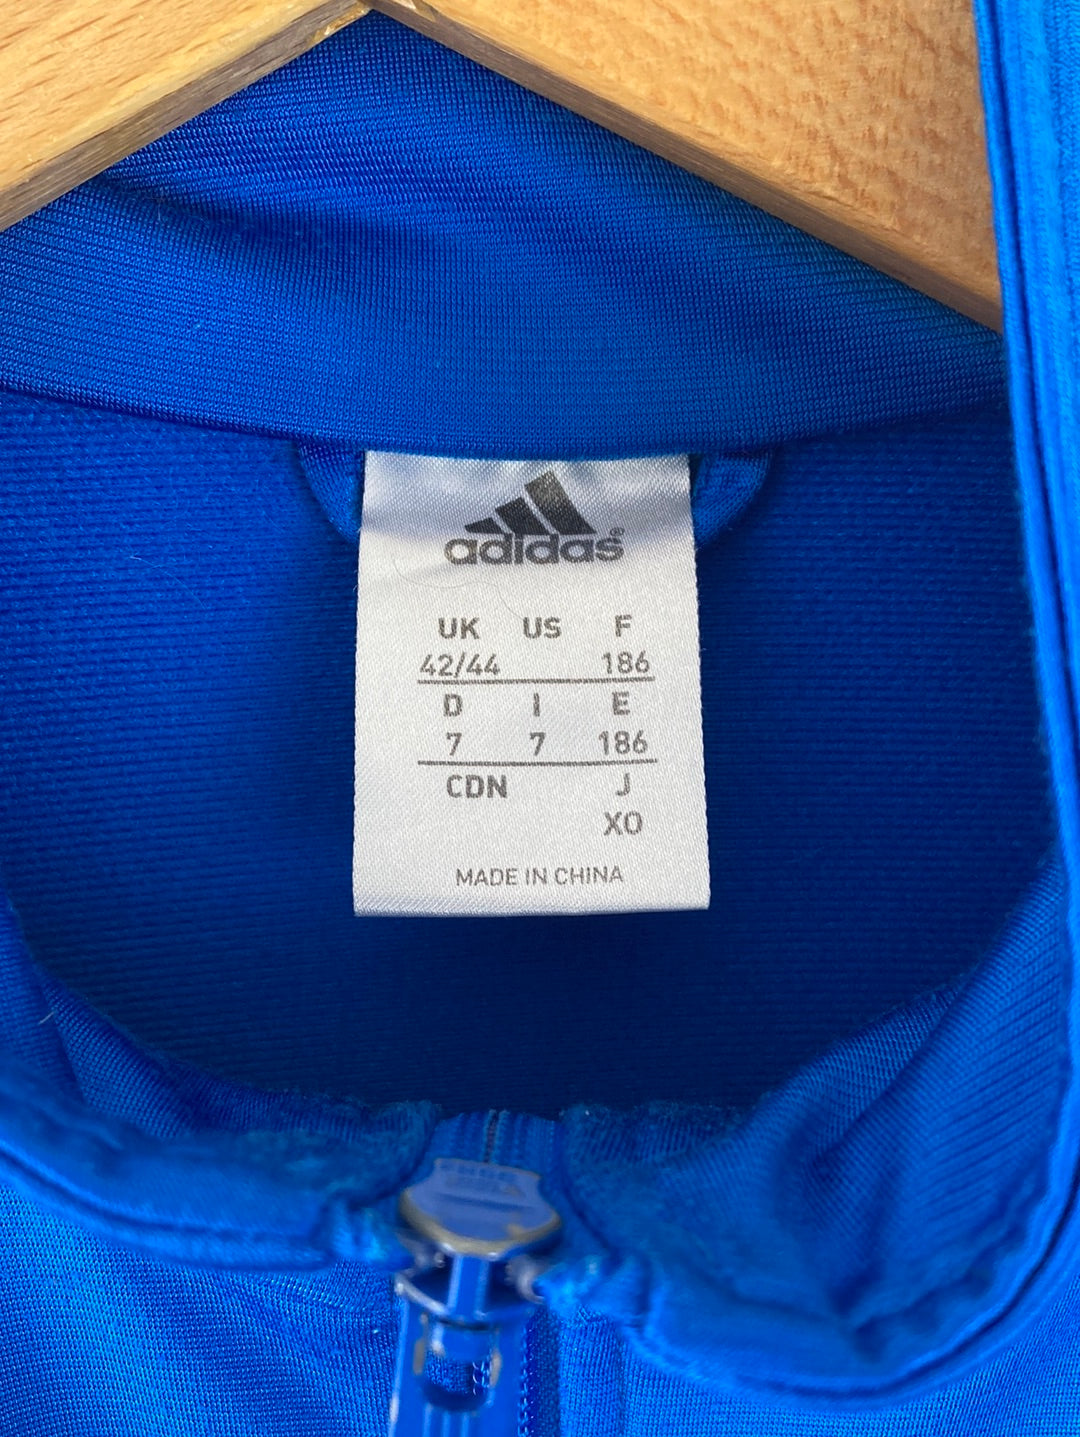 adidas®
UK US F
42/44 186
D I E
7 7 186
CDN J
XO
MADE IN CHINA